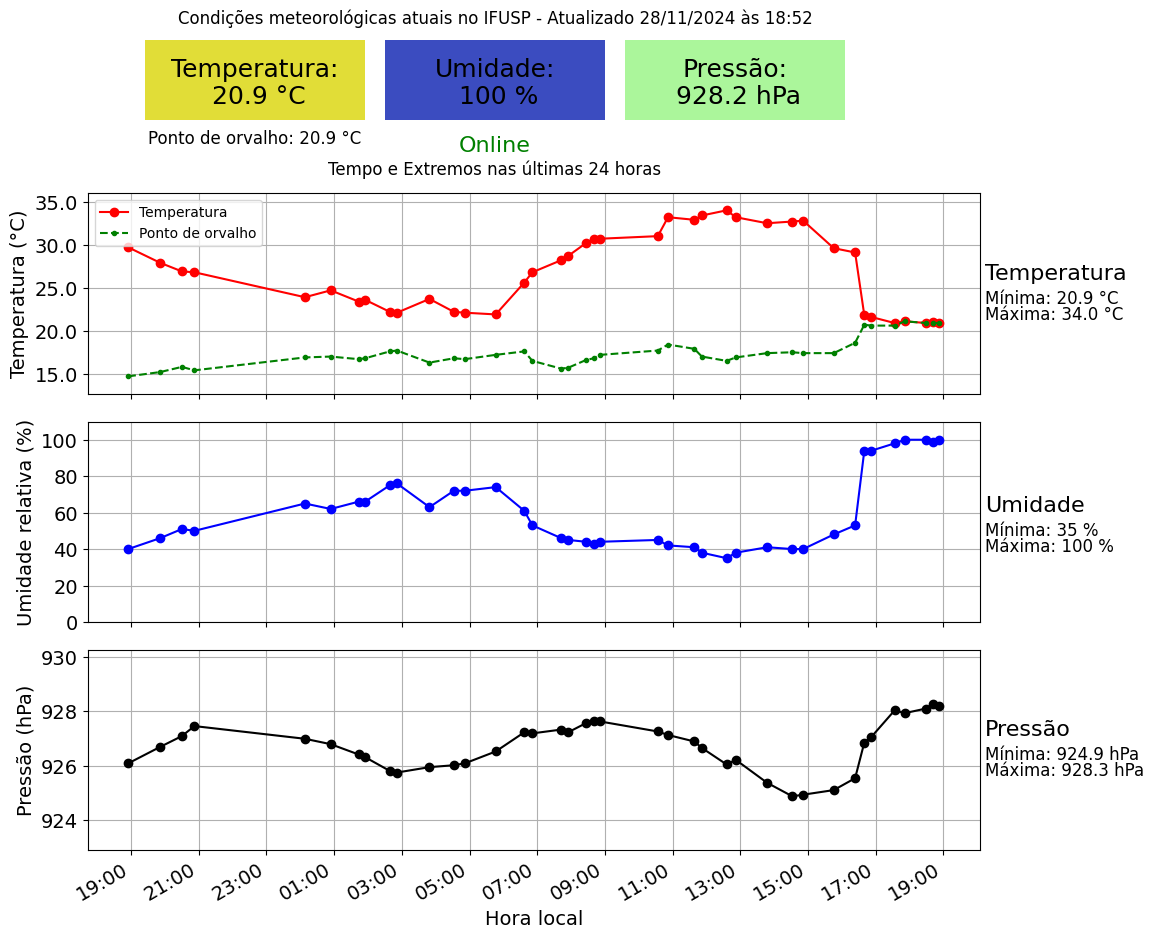 Condições meteorológicas atuais no IFUSP - Atualizado 28/11/2024 às 18:52
Temperatura:
20.9 °C
Umidade:
100 %
Pressão:
928.2 hPa
Ponto de orvalho: 20.9 °C
Online
Tempo e Extremos nas últimas 24 horas
Temperatura (°C)
35.0
30.0
25.0
20.0
15.0
Temperatura
Ponto de orvalho
Temperatura
Mínima: 20.9 °C
Máxima: 34.0 °C
Umidade relativa (%)
100
80
60
40
20
0
Umidade
Mínima: 35 %
Máxima: 100 %
Pressão (hPa)
930
928
926
924
Pressão
Mínima: 924.9 hPa
Máxima: 928.3 hPa
19:00 21:00 23:00 01:00 03:00 05:00 07:00 09:00 11:00 13:00 15:00 17:00 19:00
Hora local